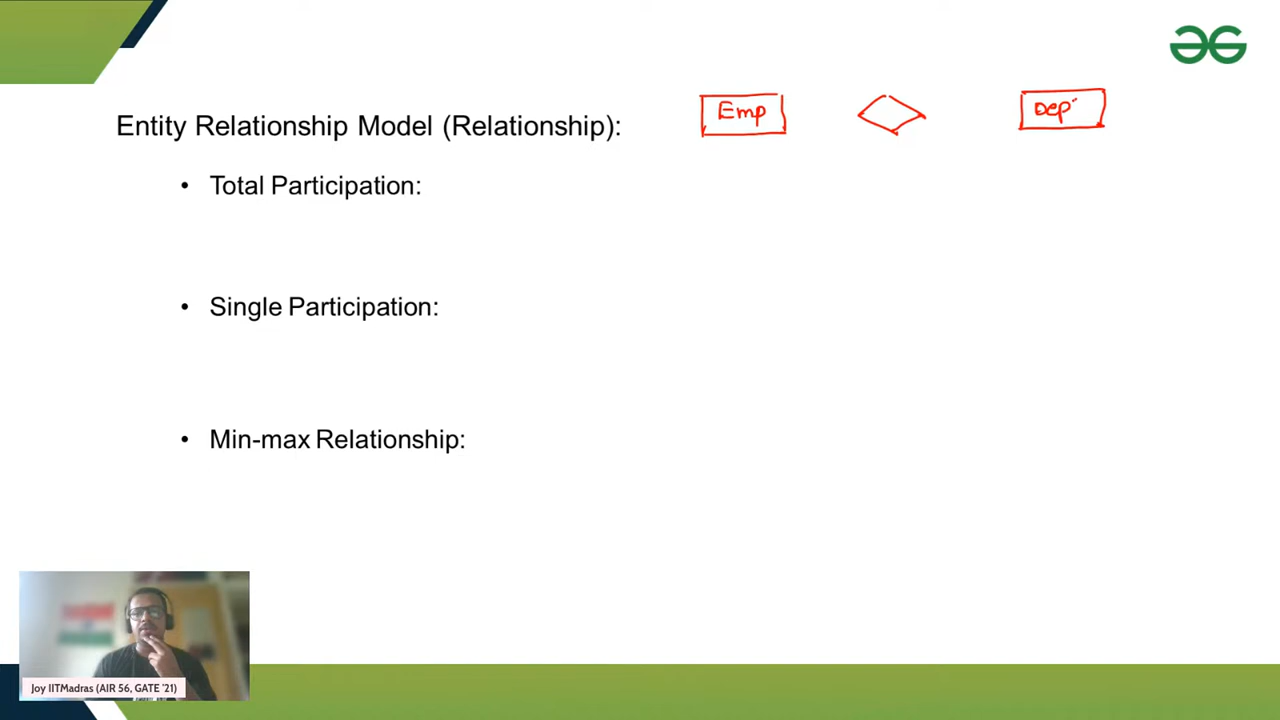 Entity Relationship Model (Relationship):
Emp
Dep
• Total Participation:
• Single Participation:
• Min-max Relationship:
Joy IITMadras (AIR 56, GATE '21)